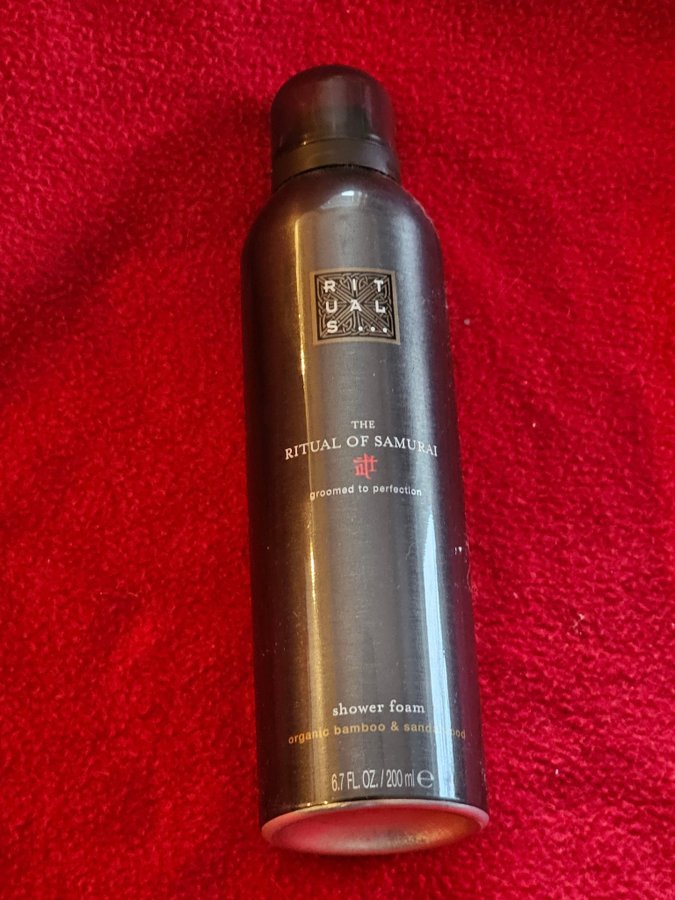 RIT
UAL
S...
THE
RITUAL OF SAMURAI
武
groomed to perfection
shower foam
organic bamboo & sandalwood
6.7 FL. OZ. / 200 ml ℮